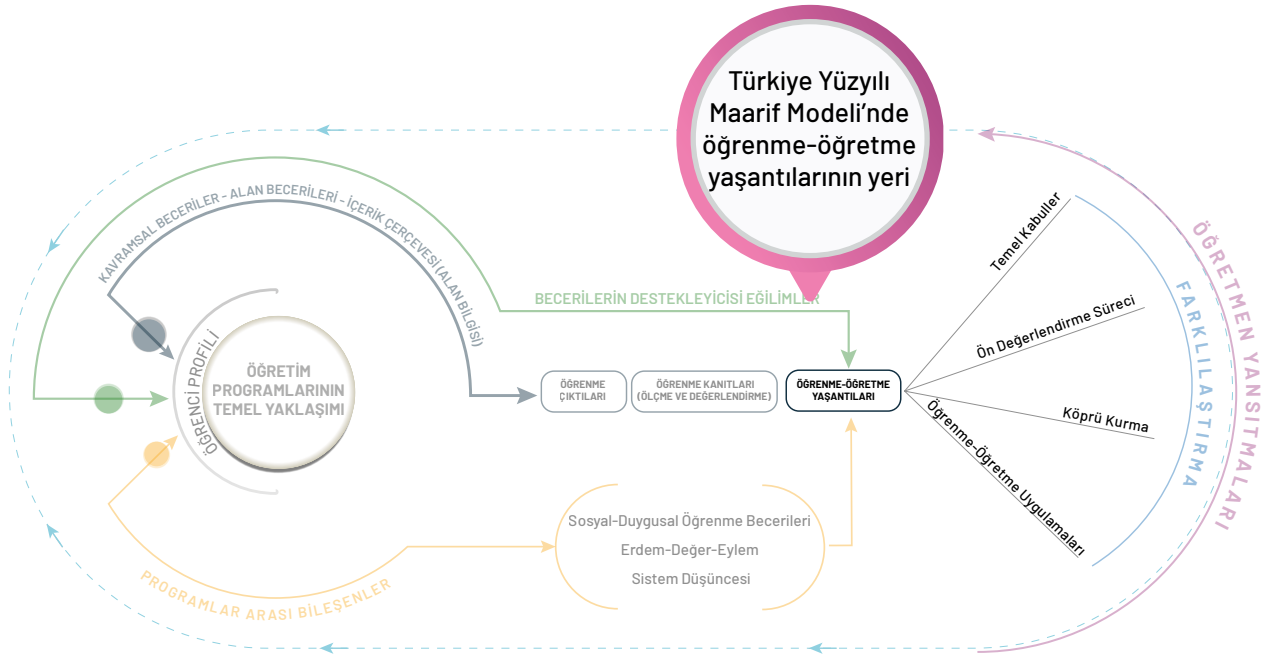 Türkiye Yüzyılı
Maarif Modeli’nde
öğrenme-öğretme
yaşantılarının yeri
KAVRAMSAL BECERİLER - ALAN BECERİLERİ - İÇERİK ÇERÇEVESİ (ALAN BİLGİSİ)
BECERİLERİN DESTEKLEYİCİSİ EĞİLİMLER
ÖĞRENCİ PROFİLİ
ÖĞRETİM
PROGRAMLARININ
TEMEL YAKLAŞIMI
ÖĞRENME
ÇIKTILARI
ÖĞRENME KANITLARI
(ÖLÇME VE DEĞERLENDİRME)
ÖĞRENME-ÖĞRETME
YAŞANTILARI
Temel Kabuller
Ön Değerlendirme Süreci
Köprü Kurma
Öğrenme-Öğretme Uygulamaları
FARKLILAŞTIRMA
ÖĞRETMEN YANSITMALARI
Sosyal-Duygusal Öğrenme Becerileri
Erdem-Değer-Eylem
Sistem Düşüncesi
PROGRAMLAR ARASI BİLEŞENLER